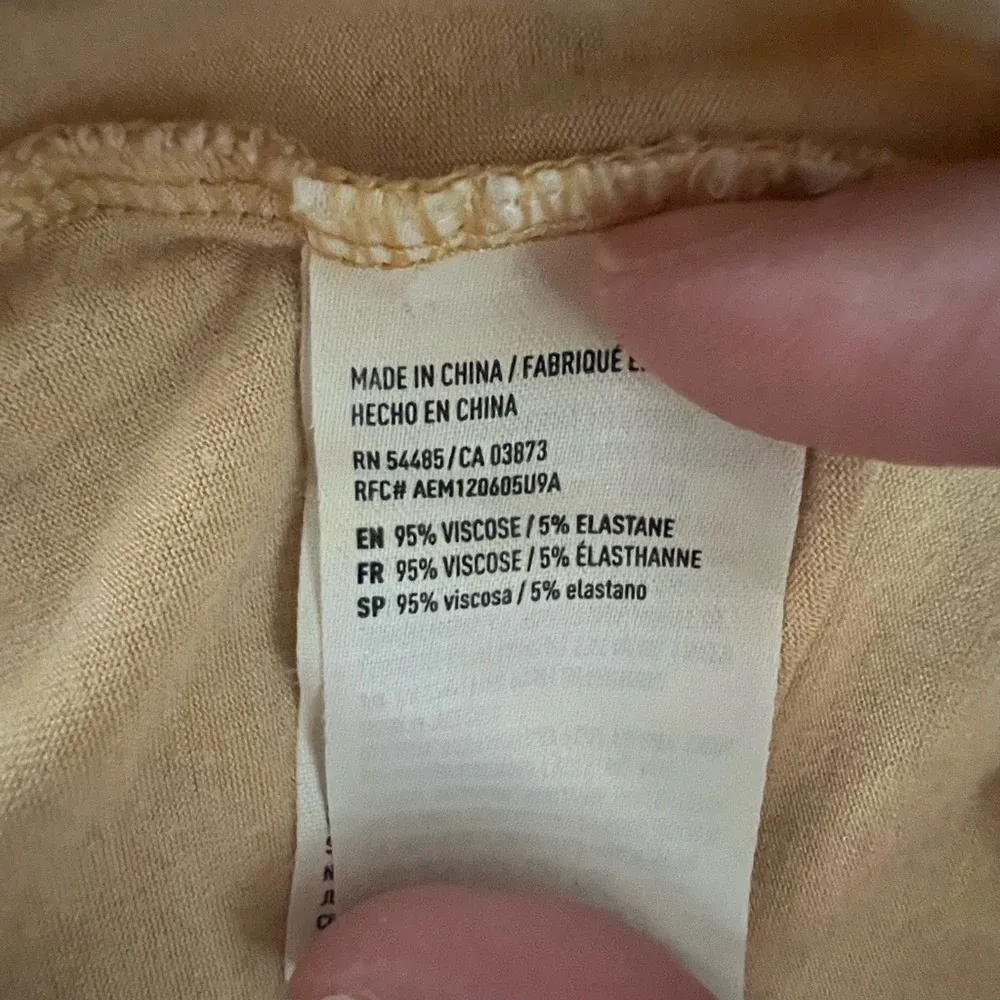 MADE IN CHINA / FABRIQUÉ
HECHO EN CHINA
RN 54485/CA 03873
RFC# AEM120605U9A
EN 95% VISCOSE / 5% ELASTANE
FR 95% VISCOSE / 5% ÉLASTHANNE
SP 95% viscosa / 5% elastano